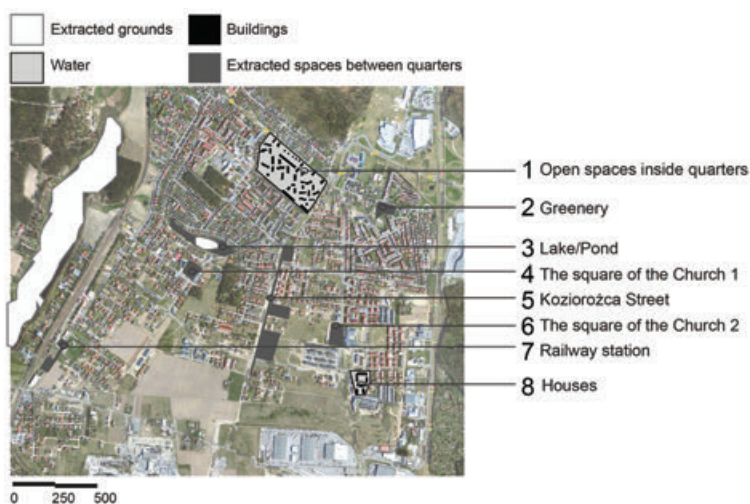 Extracted grounds
Buildings
Water
Extracted spaces between quarters
1 Open spaces inside quarters
2 Greenery
3 Lake/Pond
4 The square of the Church 1
5 Koziorożca Street
6 The square of the Church 2
7 Railway station
8 Houses
0 250 500